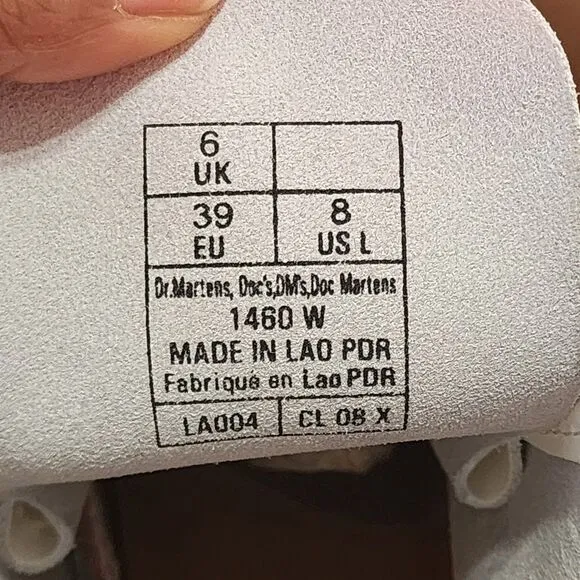 6
UK
39
EU
8
US L
Dr.Martens, Doc's,DM's,Doc Martens
1460 W
MADE IN LAO PDR
Fabriqué en Lao PDR
LA004
CL 08 X